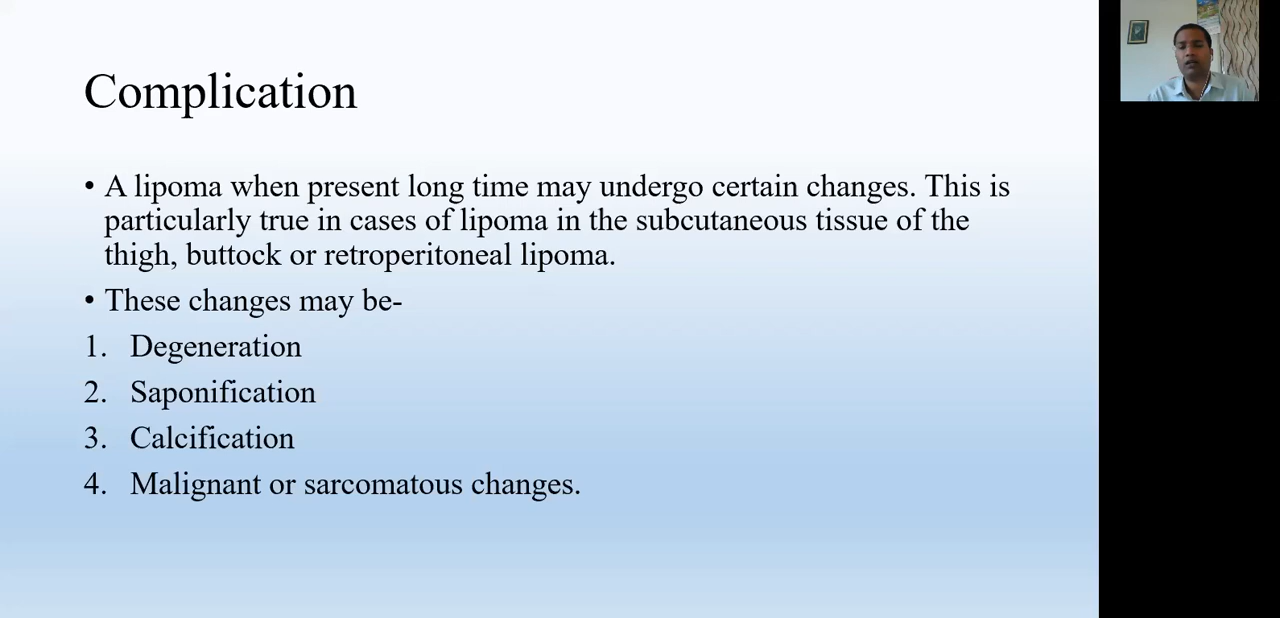 Complication
• A lipoma when present long time may undergo certain changes. This is
particularly true in cases of lipoma in the subcutaneous tissue of the
thigh, buttock or retroperitoneal lipoma.
• These changes may be-
1. Degeneration
2. Saponification
3. Calcification
4. Malignant or sarcomatous changes.